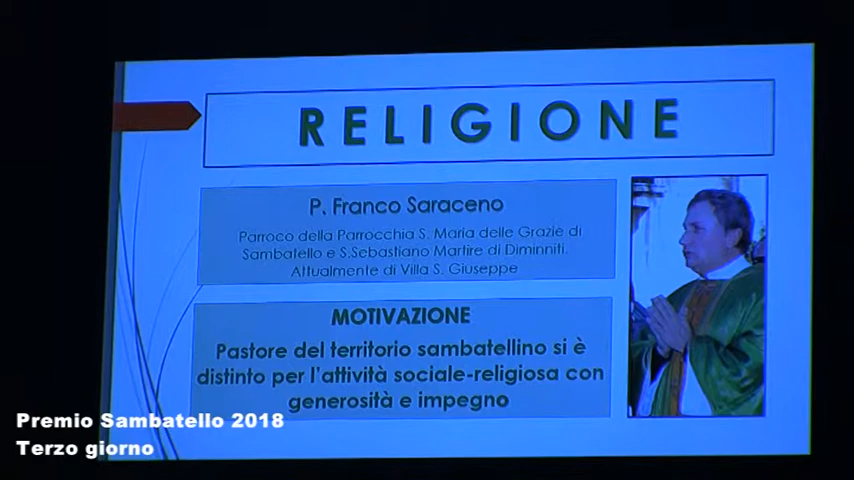 RELIGIONE
P. Franco Saraceno
Parroco della Parrocchia S. Maria delle Grazie di
Sambatello e S.Sebastiano Martire di Diminniti.
Attualmente di Villa S. Giuseppe
MOTIVAZIONE
Pastore del territorio sambatellino si è
distinto per l'attività sociale-religiosa con
generosità e impegno
Premio Sambatello 2018
Terzo giorno